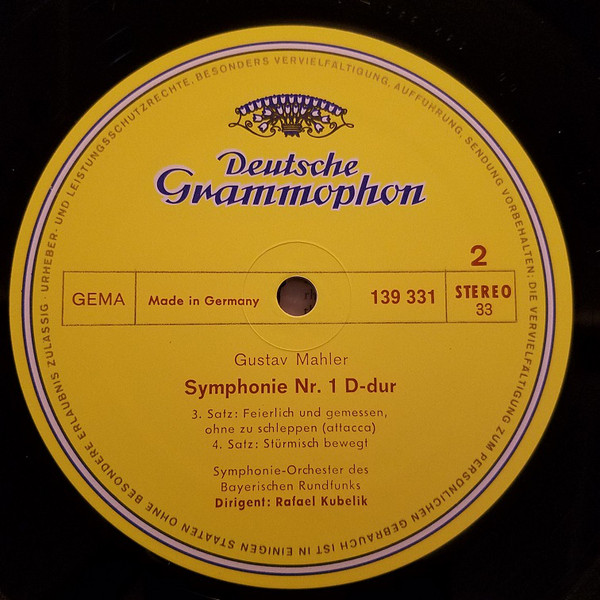 URHEBER- UND LEISTUNGSSCHUTZRECHTE, BESONDERS VERVIELFÄLTIGUNG, AUFFÜHRUNG, SENDUNG VORBEHALTEN: DIE VERVIELFÄLTIGUNG ZUM PERSÖNLICHEN GEBRAUCH IST IN EINIGEN STAATEN OHNE BESONDERE ERLAUBNIS ZULÄSSIG ·
Deutsche
Grammophon
2
GEMA
Made in Germany
139 331
STEREO
33
Gustav Mahler
Symphonie Nr. 1 D-dur
3. Satz: Feierlich und gemessen,
ohne zu schleppen (attacca)
4. Satz: Stürmisch bewegt
Symphonie-Orchester des
Bayerischen Rundfunks
Dirigent: Rafael Kubelik